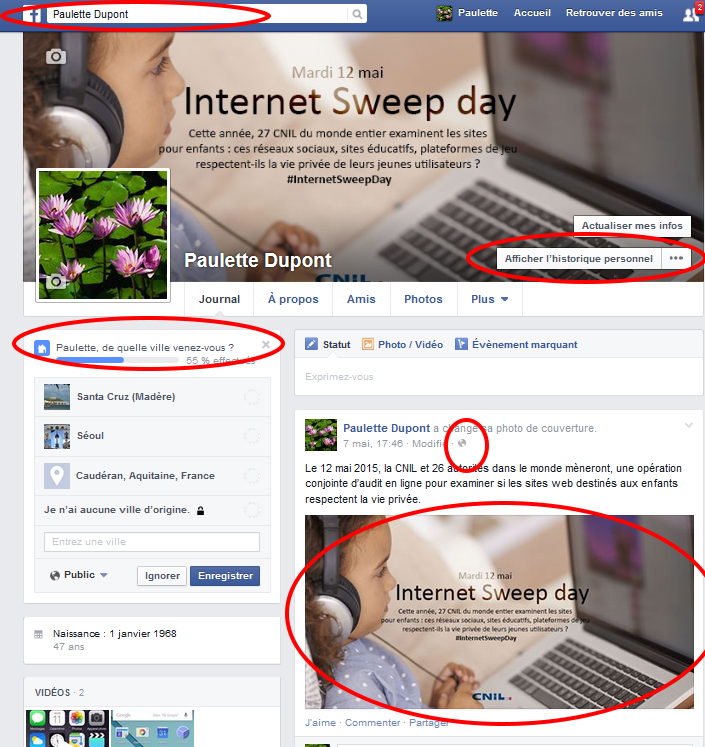 Paulette Dupont
Paulette Accueil Retrouver des amis 2
Mardi 12 mai
Internet Sweep day
Cette année, 27 CNIL du monde entier examinent les sites
pour enfants : ces réseaux sociaux, sites éducatifs, plateformes de jeu
respectent-ils la vie privée de leurs jeunes utilisateurs ?
#InternetSweepDay
Actualiser mes infos
Paulette Dupont
Afficher l'historique personnel
CNIL.
Journal À propos Amis Photos Plus
Paulette, de quelle ville venez-vous ?
55 % effectués
Santa Cruz (Madère)
Séoul
Caudéran, Aquitaine, France
Je n'ai aucune ville d'origine.
Entrez une ville
Public Ignorer Enregistrer
Naissance : 1 janvier 1968
47 ans
VIDÉOS · 2
Statut Photo / Vidéo Évènement marquant
Exprimez-vous
Paulette Dupont a changé sa photo de couverture.
7 mai, 17:46 · Modifié ·
Le 12 mai 2015, la CNIL et 26 autorités dans le monde mèneront, une opération
conjointe d'audit en ligne pour examiner si les sites web destinés aux enfants
respectent la vie privée.
Mardi 12 mai
Internet Sweep day
Cette année, 27 CNIL du monde entier examinent les sites
pour enfants : ces réseaux sociaux, sites éducatifs, plateformes de jeu
respectent-ils la vie privée de leurs jeunes utilisateurs ?
#InternetSweepDay
CNIL.
J'aime · Commenter · Partager